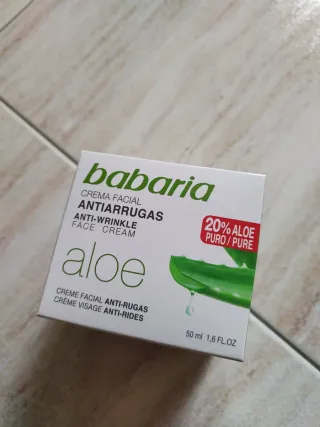 babaria
CREMA FACIAL
ANTIARRUGAS
ANTI-WRINKLE
FACE CREAM
20% ALOE
PURO / PURE
aloe
CREME FACIAL ANTI-RUGAS
CRÈME VISAGE ANTI-RIDES
50 ml 1,6 FL.OZ